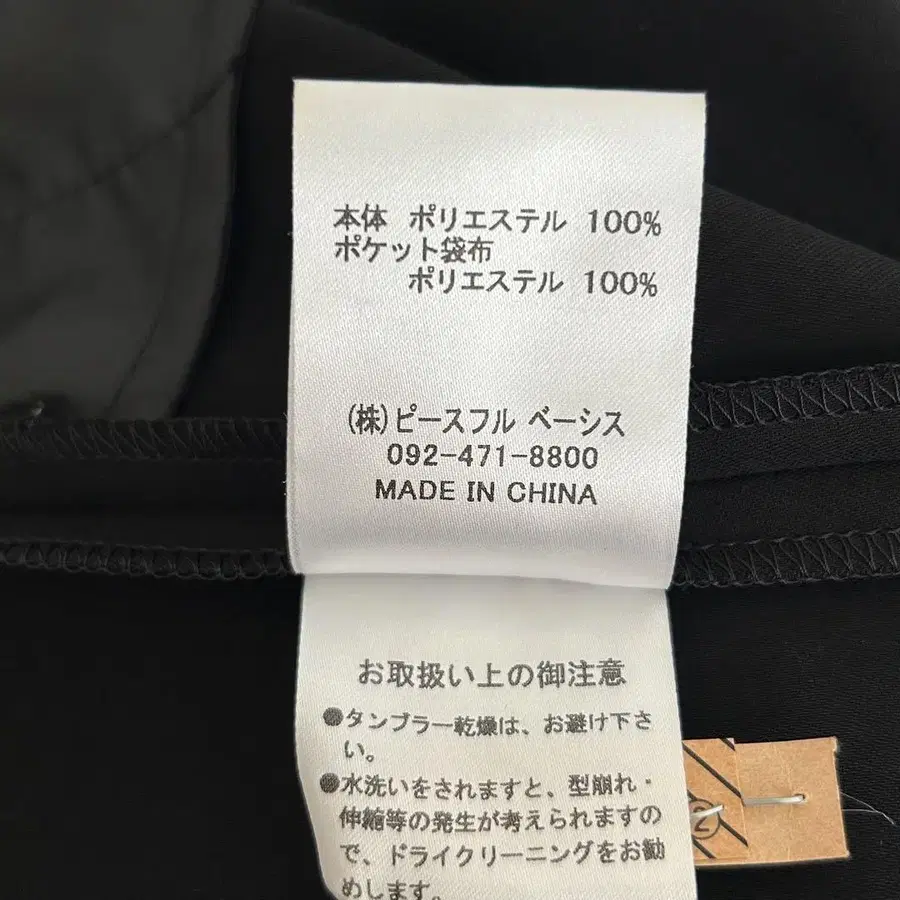 本体 ポリエステル 100%
ポケット袋布
ポリエステル 100%
(株)ピースフル ベーシス
092-471-8800
MADE IN CHINA
お取扱い上の御注意
●タンブラー乾燥は、お避け下さ
い。
●水洗いをされますと、型崩れ・
伸縮等の発生が考えられますの
で、ドライクリーニングをお勧
めします。
2